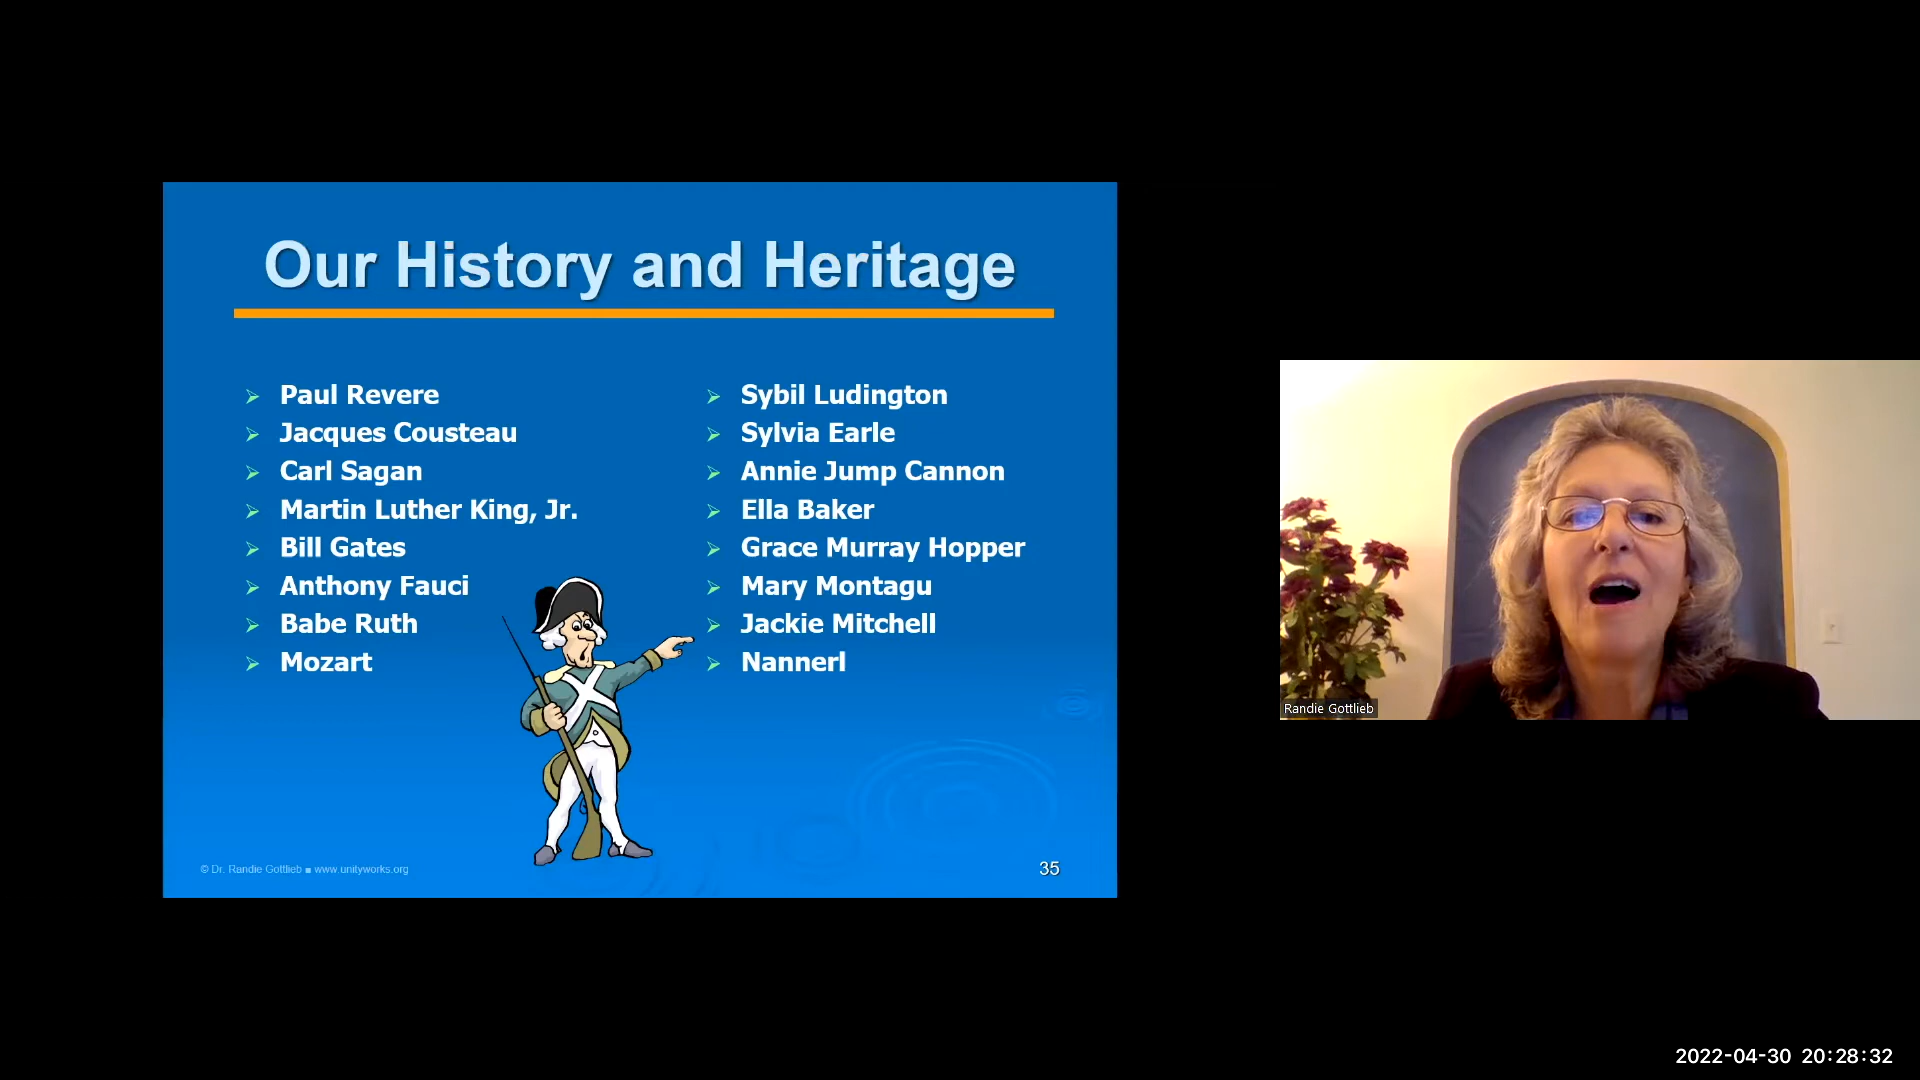 Our History and Heritage
Paul Revere
Jacques Cousteau
Carl Sagan
Martin Luther King, Jr.
Bill Gates
Anthony Fauci
Babe Ruth
Mozart
Sybil Ludington
Sylvia Earle
Annie Jump Cannon
Ella Baker
Grace Murray Hopper
Mary Montagu
Jackie Mitchell
Nannerl
© Dr. Randie Gottlieb ■ www.unityworks.org
35
Randie Gottlieb
2022-04-30 20:28:32